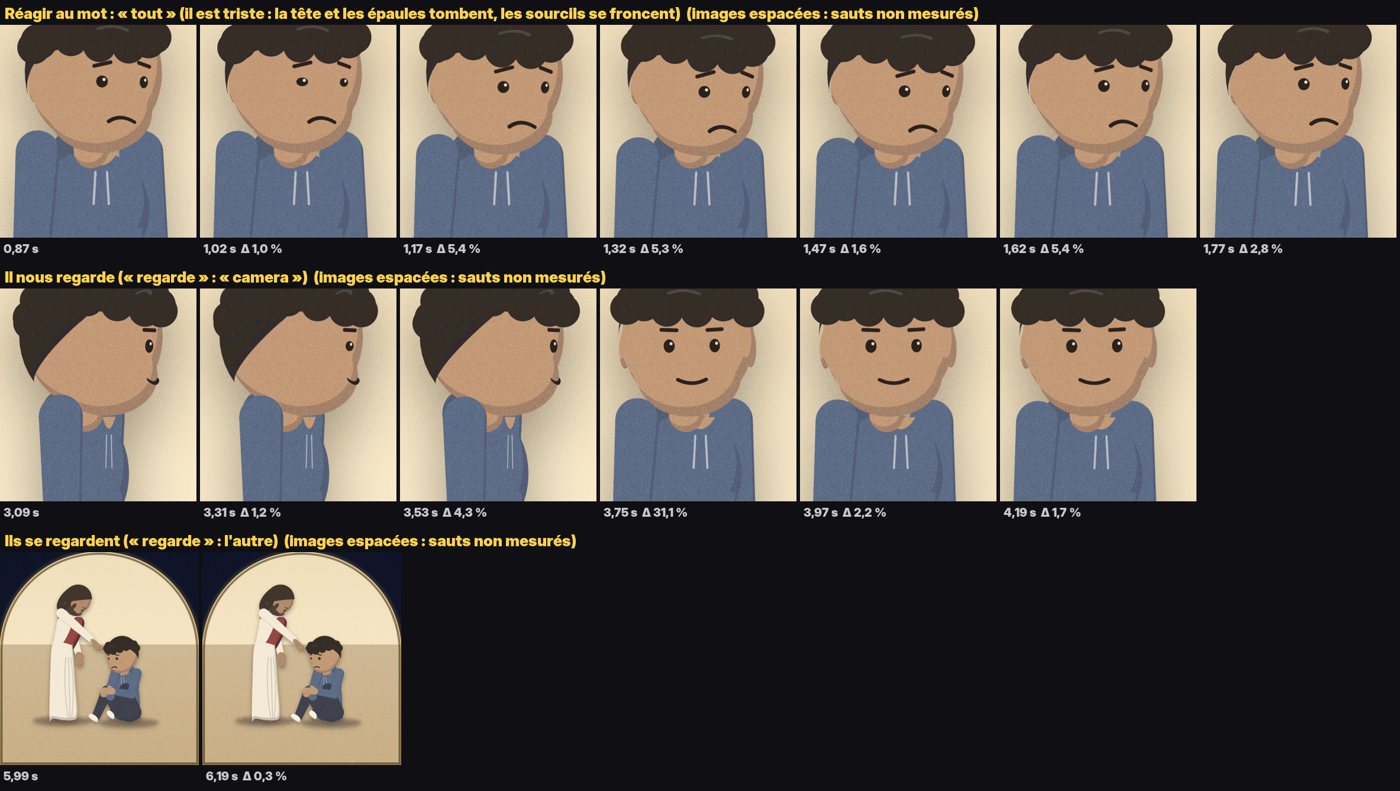 Réagir au mot : « tout » (il est triste : la tête et les épaules tombent, les sourcils se froncent) (images espacées : sauts non mesurés)
0,87 s
1,02 s Δ 1,0 %
1,17 s Δ 5,4 %
1,32 s Δ 5,3 %
1,47 s Δ 1,6 %
1,62 s Δ 5,4 %
1,77 s Δ 2,8 %
Il nous regarde (« regarde » : « camera ») (images espacées : sauts non mesurés)
3,09 s
3,31 s Δ 1,2 %
3,53 s Δ 4,3 %
3,75 s Δ 31,1 %
3,97 s Δ 2,2 %
4,19 s Δ 1,7 %
Ils se regardent (« regarde » : l'autre) (images espacées : sauts non mesurés)
5,99 s
6,19 s Δ 0,3 %